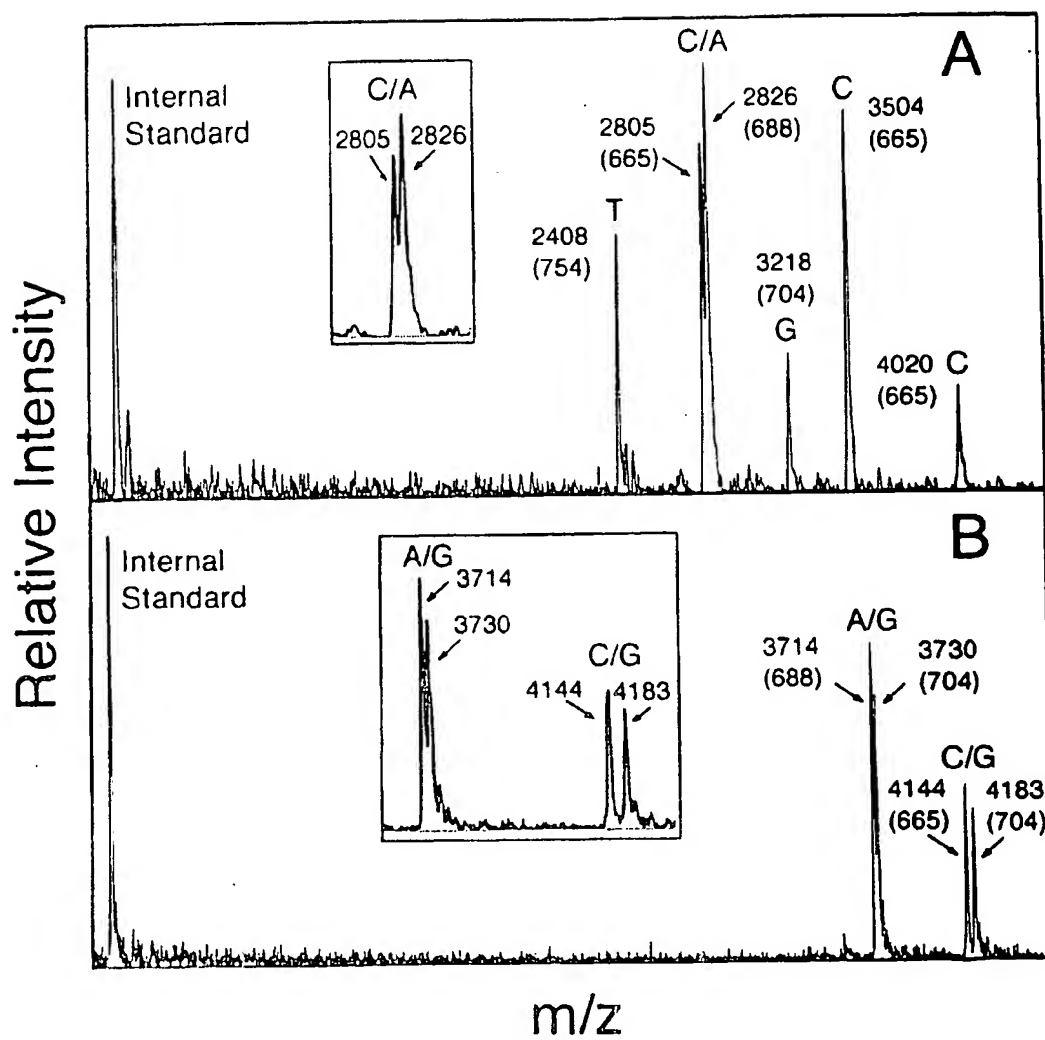 A
Internal
Standard
C/A
2805
2826
T
2408
(754)
C/A
2805
(665)
2826
(688)
3218
(704)
G
C
3504
(665)
4020
(665)
C
B
Internal
Standard
A/G
3714
3730
C/G
4144
4183
A/G
3714
(688)
3730
(704)
C/G
4144
(665)
4183
(704)
Relative Intensity
m/z